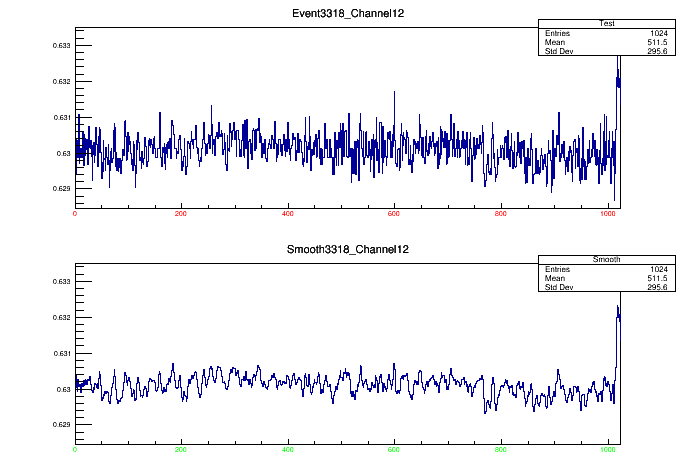 Event3318_Channel12
Test
Entries 1024
Mean 511.5
Std Dev 295.6
0.633
0.632
0.631
0.63
0.629
0 200 400 600 800 1000
Smooth3318_Channel12
Smooth
Entries 1024
Mean 511.5
Std Dev 295.6
0.633
0.632
0.631
0.63
0.629
0 200 400 600 800 1000